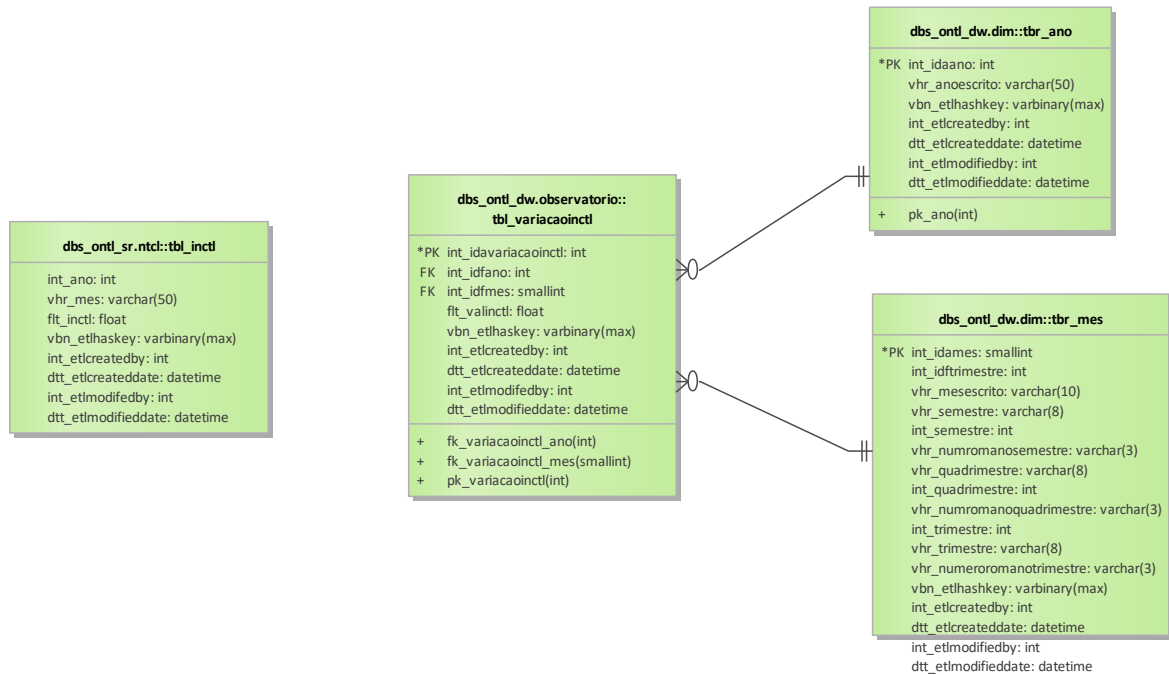 dbs_ontl_sr.ntcl::tbl_inctl
int_ano: int
vhr_mes: varchar(50)
flt_inctl: float
vbn_etlhaskey: varbinary(max)
int_etlcreatedby: int
dtt_etlcreateddate: datetime
int_etlmodifedby: int
dtt_etlmodifieddate: datetime
dbs_ontl_dw.observatorio::
tbl_variacaoinctl
*PK int_idavariacaoinctl: int
FK int_idfano: int
FK int_idfmes: smallint
flt_valinctl: float
vbn_etlhaskey: varbinary(max)
int_etlcreatedby: int
dtt_etlcreateddate: datetime
int_etlmodifedby: int
dtt_etlmodifieddate: datetime
+ fk_variacaoinctl_ano(int)
+ fk_variacaoinctl_mes(smallint)
+ pk_variacaoinctl(int)
dbs_ontl_dw.dim::tbr_ano
*PK int_idaano: int
vhr_anoescrito: varchar(50)
vbn_etlhashkey: varbinary(max)
int_etlcreatedby: int
dtt_etlcreateddate: datetime
int_etlmodifiedby: int
dtt_etlmodifieddate: datetime
+ pk_ano(int)
dbs_ontl_dw.dim::tbr_mes
*PK int_idames: smallint
int_idftrimestre: int
vhr_mesescrito: varchar(10)
vhr_semestre: varchar(8)
int_semestre: int
vhr_numromanosemestre: varchar(3)
vhr_quadrimestre: varchar(8)
int_quadrimestre: int
vhr_numromanoquadrimestre: varchar(3)
int_trimestre: int
vhr_trimestre: varchar(8)
vhr_numeroromanotrimestre: varchar(3)
vbn_etlhashkey: varbinary(max)
int_etlcreatedby: int
dtt_etlcreateddate: datetime
int_etlmodifiedby: int
dtt_etlmodifieddate: datetime